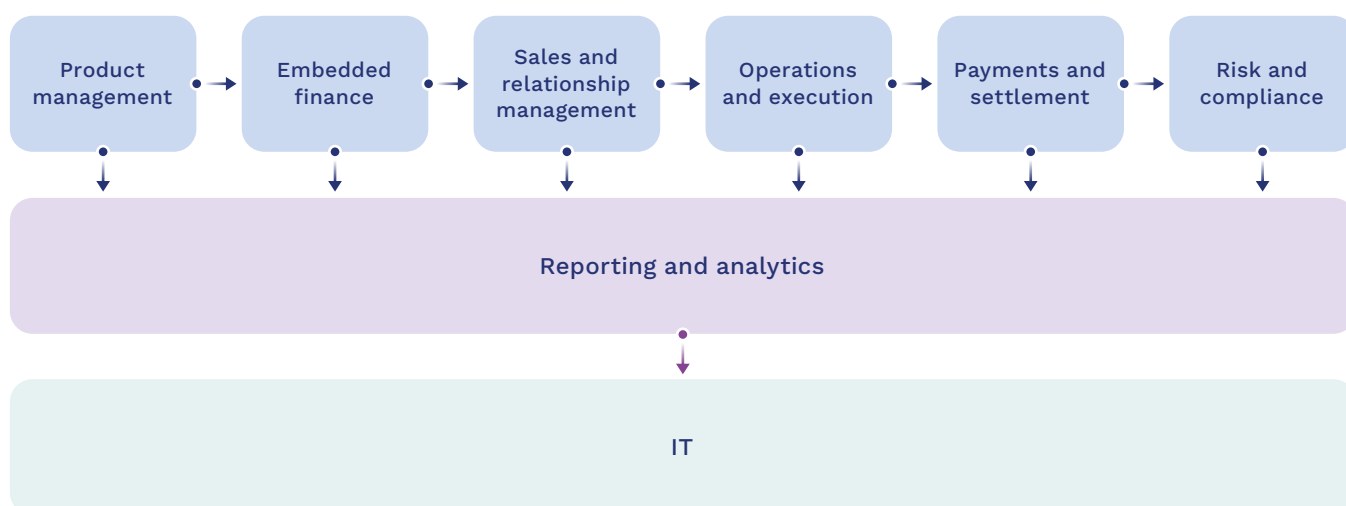 Product
management
Embedded
finance
Sales and
relationship
management
Operations
and execution
Payments and
settlement
Risk and
compliance
Reporting and analytics
IT